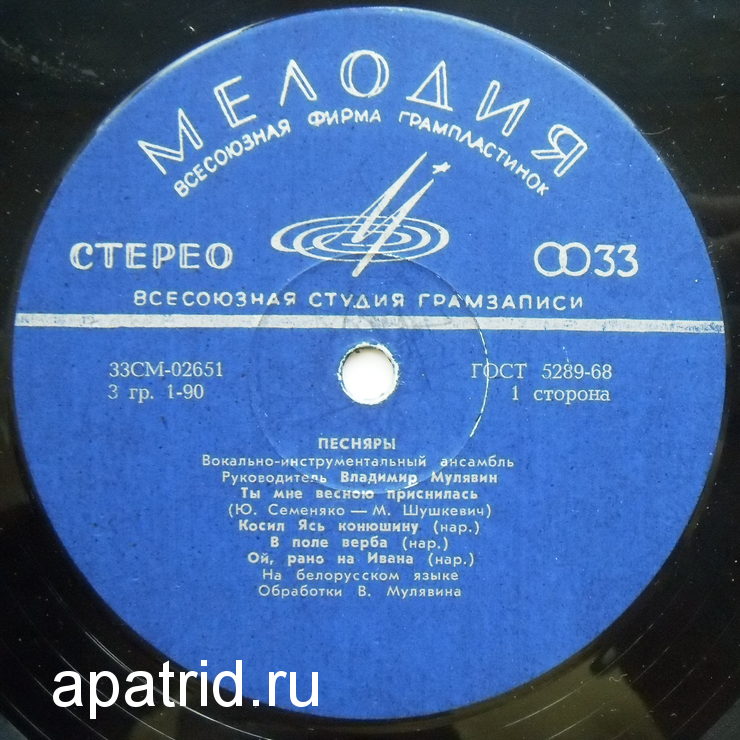 МЕЛОДИЯ
ВСЕСОЮЗНАЯ ФИРМА ГРАМПЛАСТИНОК
СТЕРЕО 33
ВСЕСОЮЗНАЯ СТУДИЯ ГРАМЗАПИСИ
33СМ-02651 ГОСТ 5289-68
3 гр. 1-90 1 сторона
ПЕСНЯРЫ
Вокально-инструментальный ансамбль
Руководитель Владимир Мулявин
Ты мне весною приснилась
(Ю. Семеняко — М. Шушкевич)
Косил Ясь конюшину (нар.)
В поле верба (нар.)
Ой, рано на Ивана (нар.)
На белорусском языке
Обработки В. Мулявина
apatrid.ru